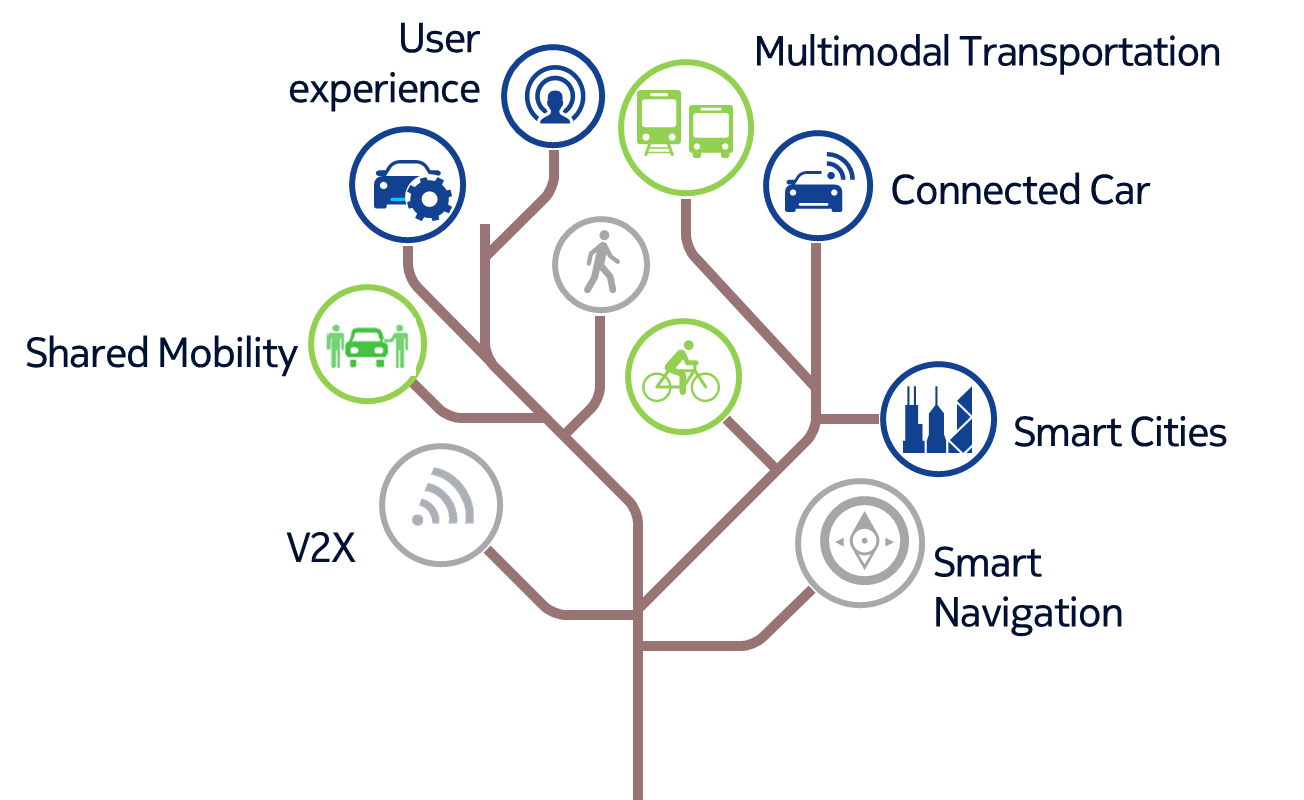 User
experience
Multimodal Transportation
Connected Car
Shared Mobility
Smart Cities
V2X
Smart
Navigation